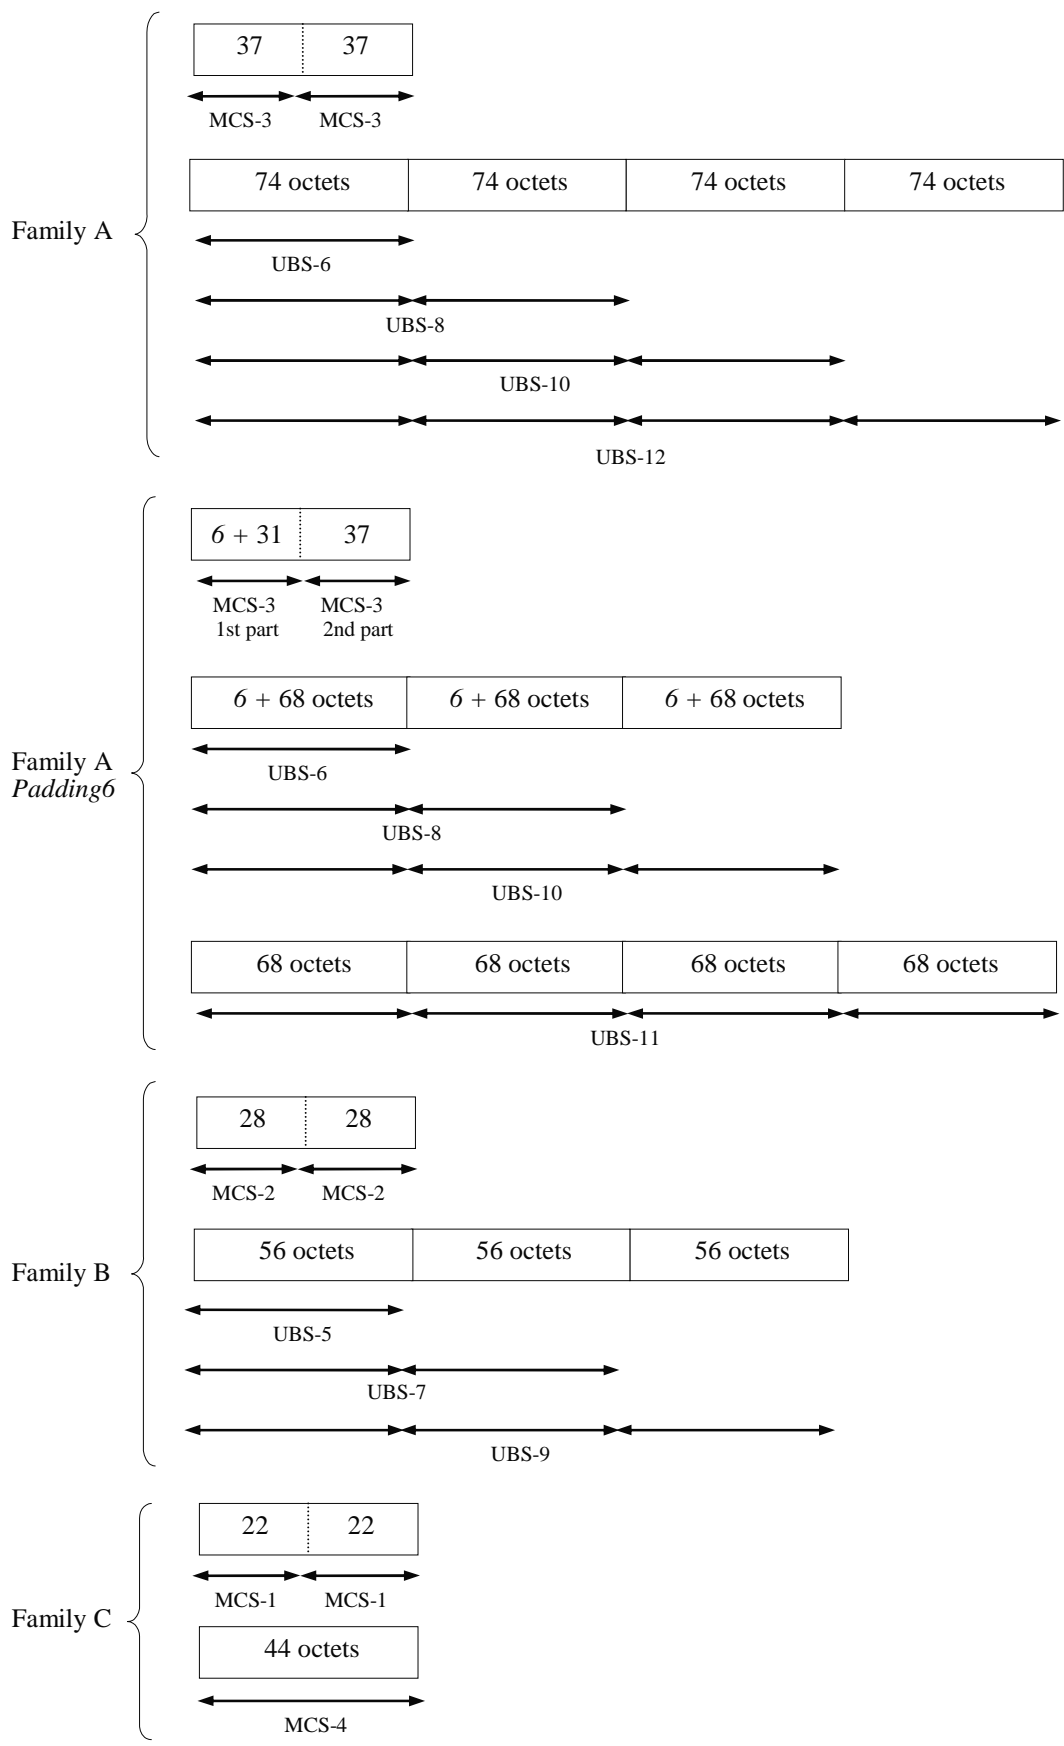 37 37
MCS-3 MCS-3
74 octets 74 octets 74 octets 74 octets
Family A
UBS-6
UBS-8
UBS-10
UBS-12
6 + 31 37
MCS-3 MCS-3
1st part 2nd part
6 + 68 octets 6 + 68 octets 6 + 68 octets
Family A
Padding6
UBS-6
UBS-8
UBS-10
68 octets 68 octets 68 octets 68 octets
UBS-11
28 28
MCS-2 MCS-2
56 octets 56 octets 56 octets
Family B
UBS-5
UBS-7
UBS-9
22 22
MCS-1 MCS-1
Family C
44 octets
MCS-4